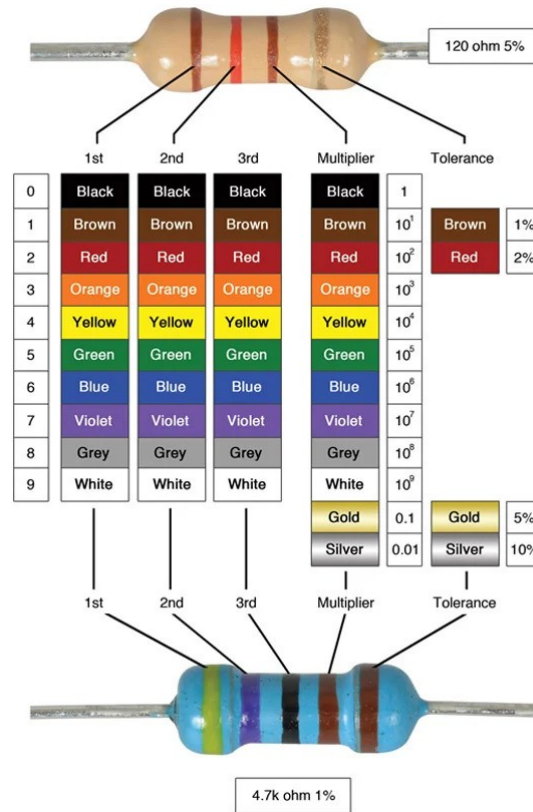 120 ohm 5%
1st 2nd 3rd Multiplier Tolerance
0 Black Black Black Black 1
1 Brown Brown Brown Brown 10¹ Brown 1%
2 Red Red Red Red 10² Red 2%
3 Orange Orange Orange Orange 10³
4 Yellow Yellow Yellow Yellow 10⁴
5 Green Green Green Green 10⁵
6 Blue Blue Blue Blue 10⁶
7 Violet Violet Violet Violet 10⁷
8 Grey Grey Grey Grey 10⁸
9 White White White White 10⁹
Gold 0.1 Gold 5%
Silver 0.01 Silver 10%
1st 2nd 3rd Multiplier Tolerance
4.7k ohm 1%